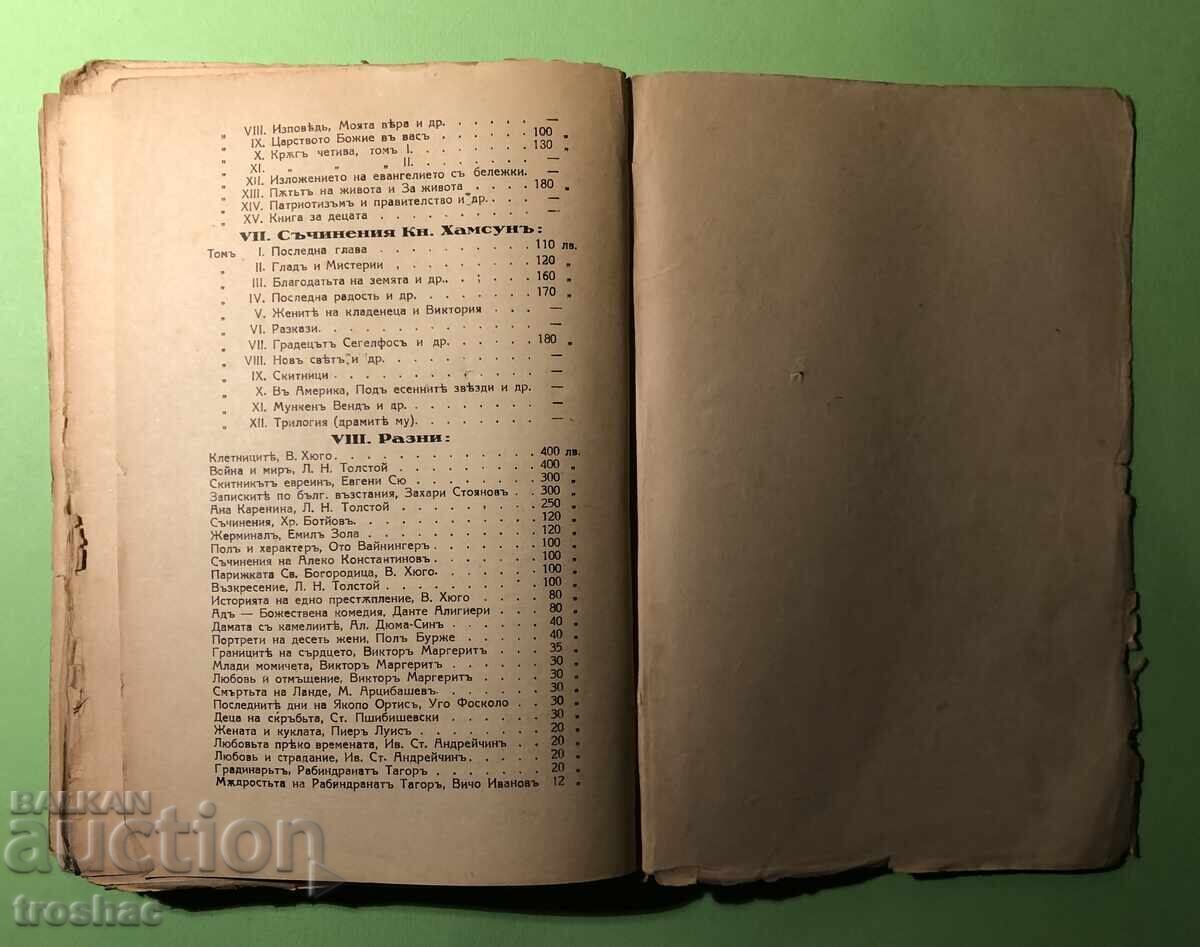 „ VIII. Изповѣдь, Моята вѣра и др. . . . . . —
„ IX. Царството Божие въ васъ . . . . . . 100 „
„ X. Крѫгъ четива, томъ I. . . . . . . . 130 „
„ XI. „ „ „ II. . . . . . . . —
„ XII. Изложението на евангелието съ бележки. —
„ XIII. Пѫтьтъ на живота и За живота . . . . 180 „
„ XIV. Патриотизъмъ и правителство и др. . . . —
„ XV. Книга за децата . . . . . . . . . . —
VII. Съчинения Кн. Хамсунъ:
Томъ I. Последна глава . . . . . . . . . . 110 лв.
„ II. Гладъ и Мистерии . . . . . . . . . 120 „
„ III. Благодатьта на земята и др. . . . . . 160 „
„ IV. Последна радость и др. . . . . . . . 170 „
„ V. Женитѣ на кладенеца и Виктория . . . —
„ VI. Разкази. . . . . . . . . . . . . . —
„ VII. Градецътъ Сегелфосъ и др. . . . . . . 180 „
„ VIII. Новъ свѣтъ и др. . . . . . . . . . —
„ IX. Скитници . . . . . . . . . . . . . —
„ X. Въ Америка, Подъ есеннитѣ звѣзди и др. —
„ XI. Мункенъ Вендъ и др. . . . . . . . . —
„ XII. Трилогия (драмитѣ му). . . . . . . . —
VIII. Разни:
Клетницитѣ, В. Хюго . . . . . . . . . . . . 400 лв.
Война и миръ, Л. Н. Толстой . . . . . . . . . 400 „
Скитникътъ евреинъ, Евгени Сю . . . . . . . . 300 „
Записките по бълг. възстания, Захари Стояновъ . . 300 „
Ана Каренина, Л. Н. Толстой . . . . . . . . . 250 „
Съчинения, Хр. Ботйовъ. . . . . . . . . . . . 120 „
Жерминалъ, Емилъ Зола . . . . . . . . . . . 120 „
Полъ и характеръ, Ото Вайнингеръ . . . . . . . 100 „
Съчинения на Алеко Константиновъ . . . . . . . 100 „
Парижката Св. Богородица, В. Хюго. . . . . . . 100 „
Възкресение, Л. Н. Толстой . . . . . . . . . . 100 „
Историята на едно престѫпление, В. Хюго . . . . 80 „
Адъ — Божествена комедия, Данте Алигиери . . . 80 „
Дамата съ камелиитѣ, Ал. Дюма-Синъ . . . . . . 40 „
Портрети на десеть жени, Полъ Бурже . . . . . . 40 „
Границитѣ на сърдцето, Викторъ Маргеритъ . . . . 35 „
Млади момичета, Викторъ Маргеритъ . . . . . . 30 „
Любовь и отмъщение, Викторъ Маргеритъ . . . . . 30 „
Смъртьта на Ланде, М. Арцибашевъ. . . . . . . 30 „
Последнитѣ дни на Якопо Ортисъ, Уго Фосколо . . 30 „
Деца на скръбьта, Ст. Пшибишевски . . . . . . 30 „
Жената и куклата, Пиеръ Луисъ . . . . . . . . 20 „
Любовьта прѣко времената, Ив. Ст. Андрейчинъ . . 20 „
Любовь и страдание, Ив. Ст. Андрейчинъ. . . . . 20 „
Градинарьтъ, Рабиндранатъ Тагоръ . . . . . . . 20 „
Мѫдростьта на Рабиндранатъ Тагоръ, Вичо Ивановъ 12 „
BALKAN
auction
troshac